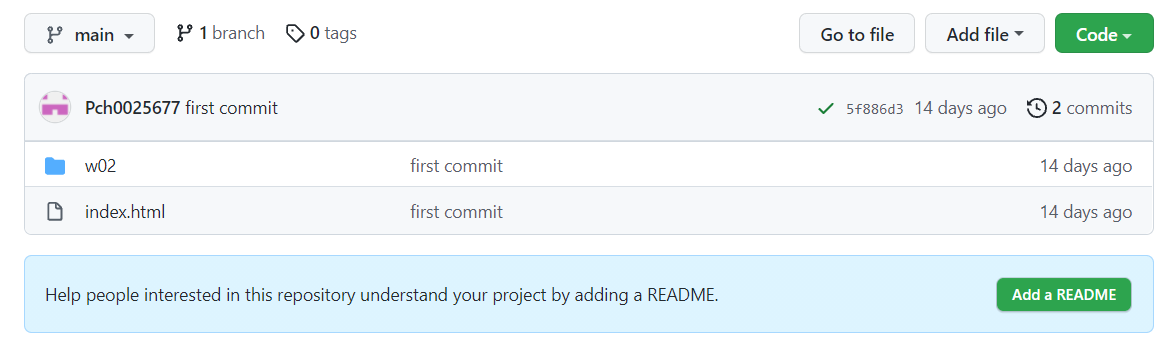 main 1 branch 0 tags Go to file Add file Code
Pch0025677 first commit 5f886d3 14 days ago 2 commits
w02 first commit 14 days ago
index.html first commit 14 days ago
Help people interested in this repository understand your project by adding a README. Add a README